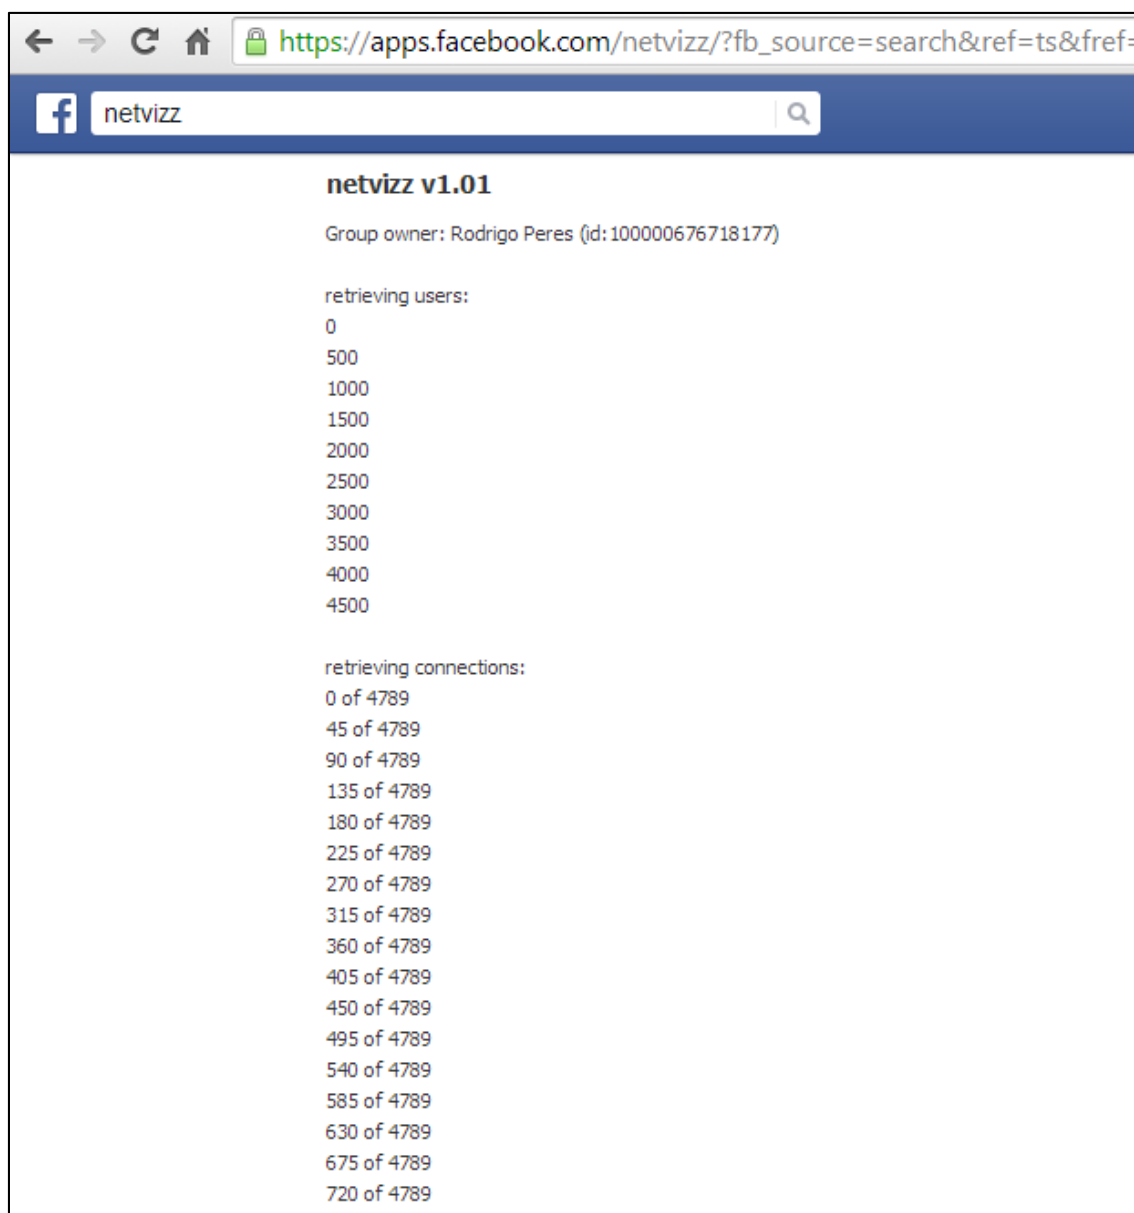 https://apps.facebook.com/netvizz/?fb_source=search&ref=ts&fref=
netvizz
netvizz v1.01
Group owner: Rodrigo Peres (id:100000676718177)
retrieving users:
0
500
1000
1500
2000
2500
3000
3500
4000
4500
retrieving connections:
0 of 4789
45 of 4789
90 of 4789
135 of 4789
180 of 4789
225 of 4789
270 of 4789
315 of 4789
360 of 4789
405 of 4789
450 of 4789
495 of 4789
540 of 4789
585 of 4789
630 of 4789
675 of 4789
720 of 4789